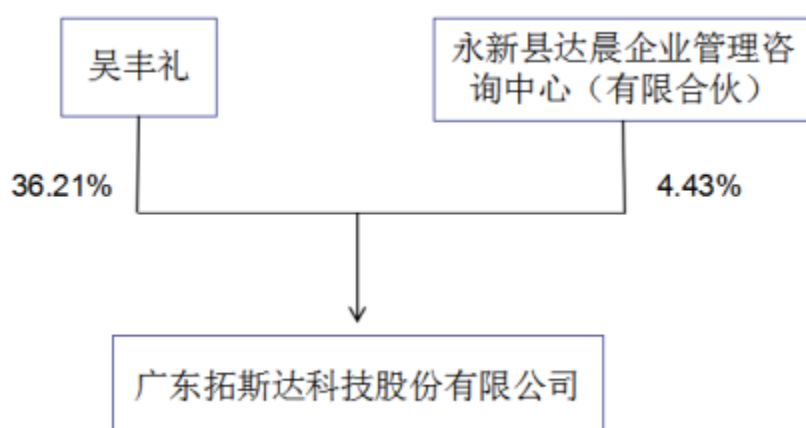 吴丰礼
永新县达晨企业管理咨
询中心（有限合伙）
36.21%
4.43%
广东拓斯达科技股份有限公司